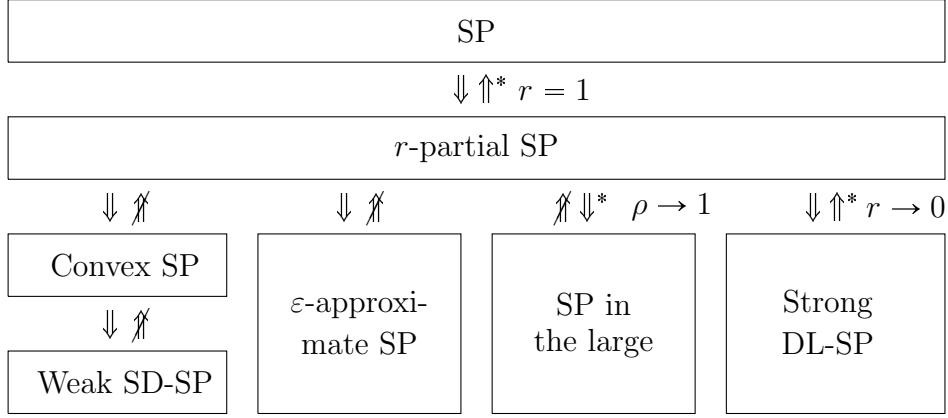 SP
⇓ ⇑* r = 1
r-partial SP
⇓ ⇑̸ ⇓ ⇑̸ ⇑̸ ⇓* ρ → 1 ⇓ ⇑* r → 0
Convex SP
⇓ ⇑̸
Weak SD-SP
ε-approxi-
mate SP
SP in
the large
Strong
DL-SP